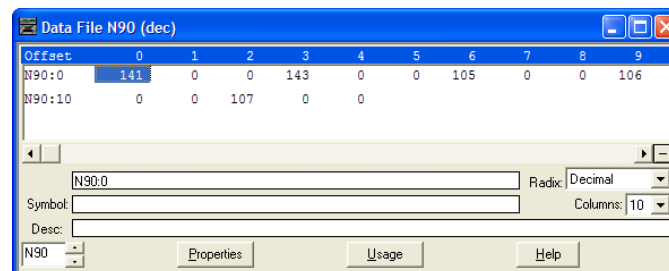 Data File N90 (dec)
Offset 0 1 2 3 4 5 6 7 8 9
N90:0 141 0 0 143 0 0 105 0 0 106
N90:10 0 0 107 0 0
N90:0 Radix: Decimal
Symbol: Columns: 10
Desc:
N90 Properties Usage Help